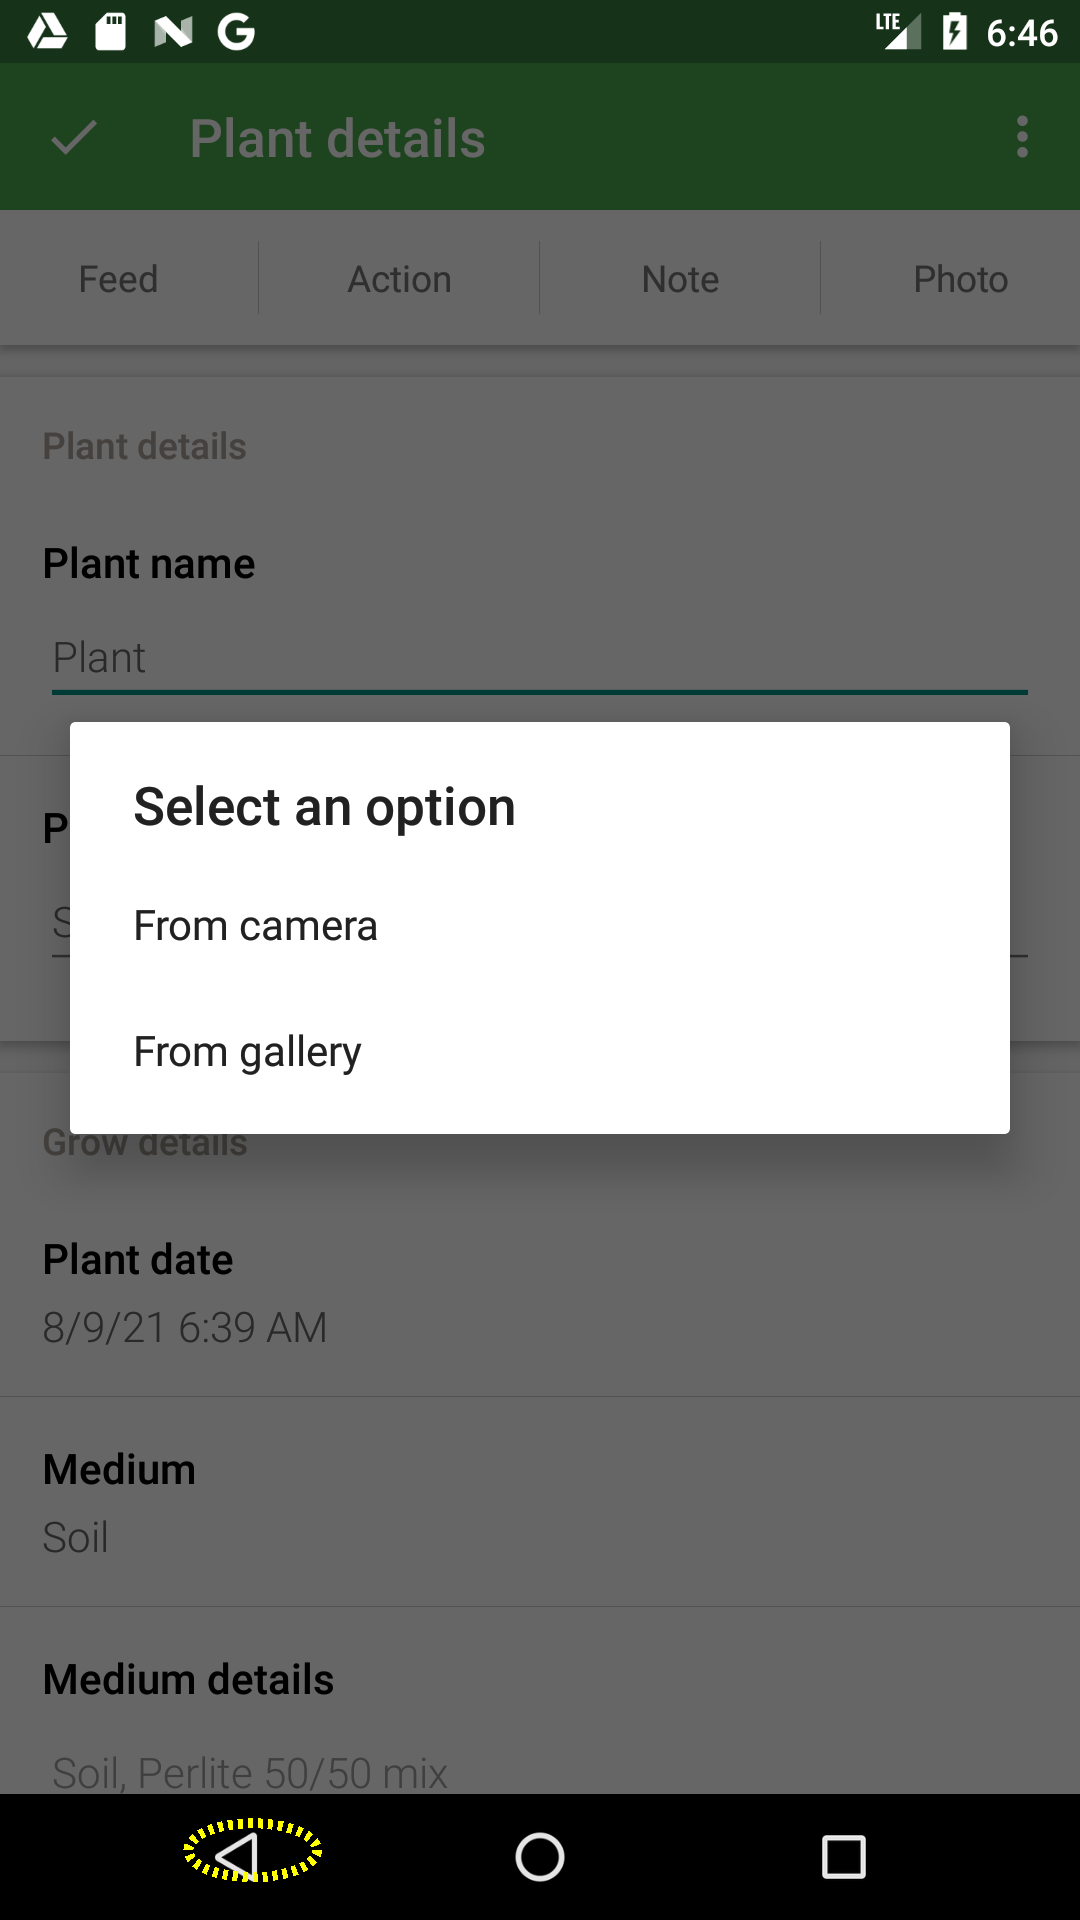 LTE 6:46
Plant details
Feed Action Note Photo
Plant details
Plant name
Plant
P
S
Select an option
From camera
From gallery
Grow details
Plant date
8/9/21 6:39 AM
Medium
Soil
Medium details
Soil, Perlite 50/50 mix